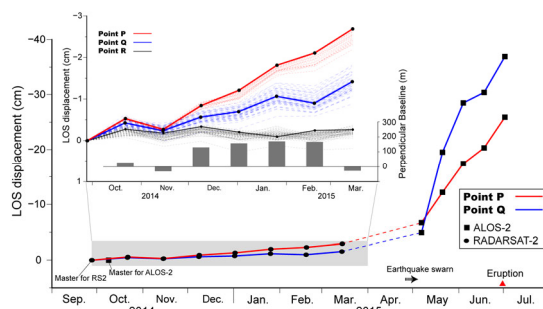 -40
-30
-20
-10
0
LOS displacement (cm)
-3
-2
-1
0
1
LOS displacement (cm)
Point P
Point Q
Point R
300
200
100
0
Perpendicular Baseline (m)
Oct. Nov. Dec. Jan. Feb. Mar.
2014 2015
Point P
Point Q
ALOS-2
RADARSAT-2
Master for RS2
Master for ALOS-2
Earthquake swarn
Eruption
Sep. Oct. Nov. Dec. Jan. Feb. Mar. Apr. May Jun. Jul.
2014 2015